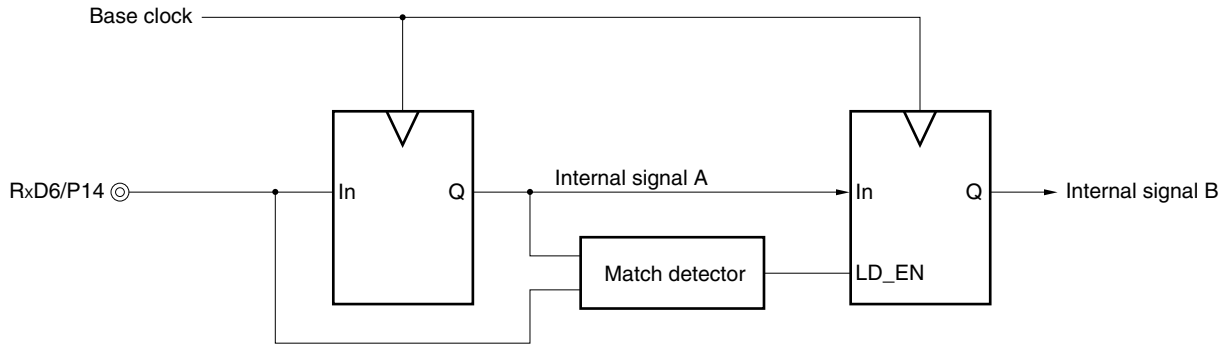 Base clock
RxD6/P14
In
Q
Internal signal A
In
Q
Internal signal B
Match detector
LD_EN